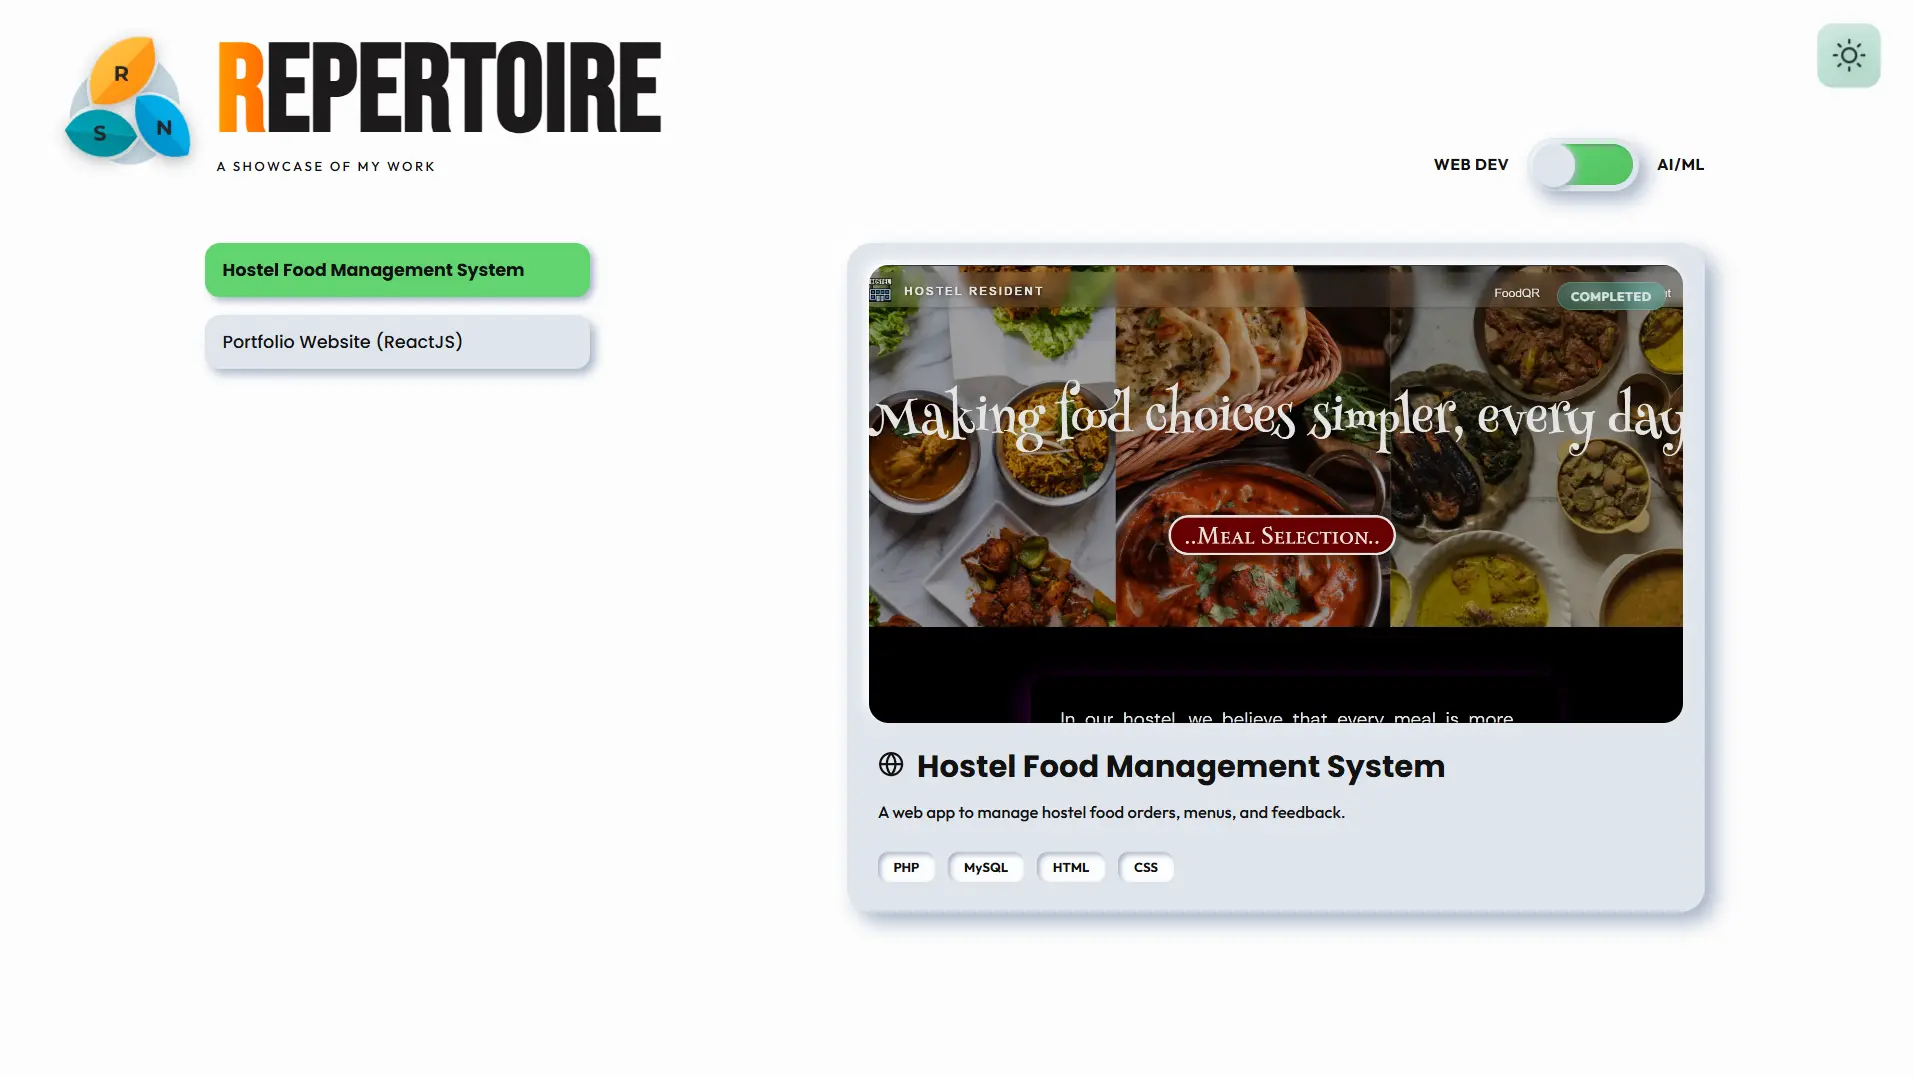 R
S N
REPERTOIRE
A SHOWCASE OF MY WORK
WEB DEV
AI/ML
Hostel Food Management System
Portfolio Website (ReactJS)
HOSTEL
HOSTEL RESIDENT
FoodQR
COMPLETED
Making food choices simpler, every day
..Meal Selection..
In our hostel, we believe that every meal is more
Hostel Food Management System
A web app to manage hostel food orders, menus, and feedback.
PHP
MySQL
HTML
CSS